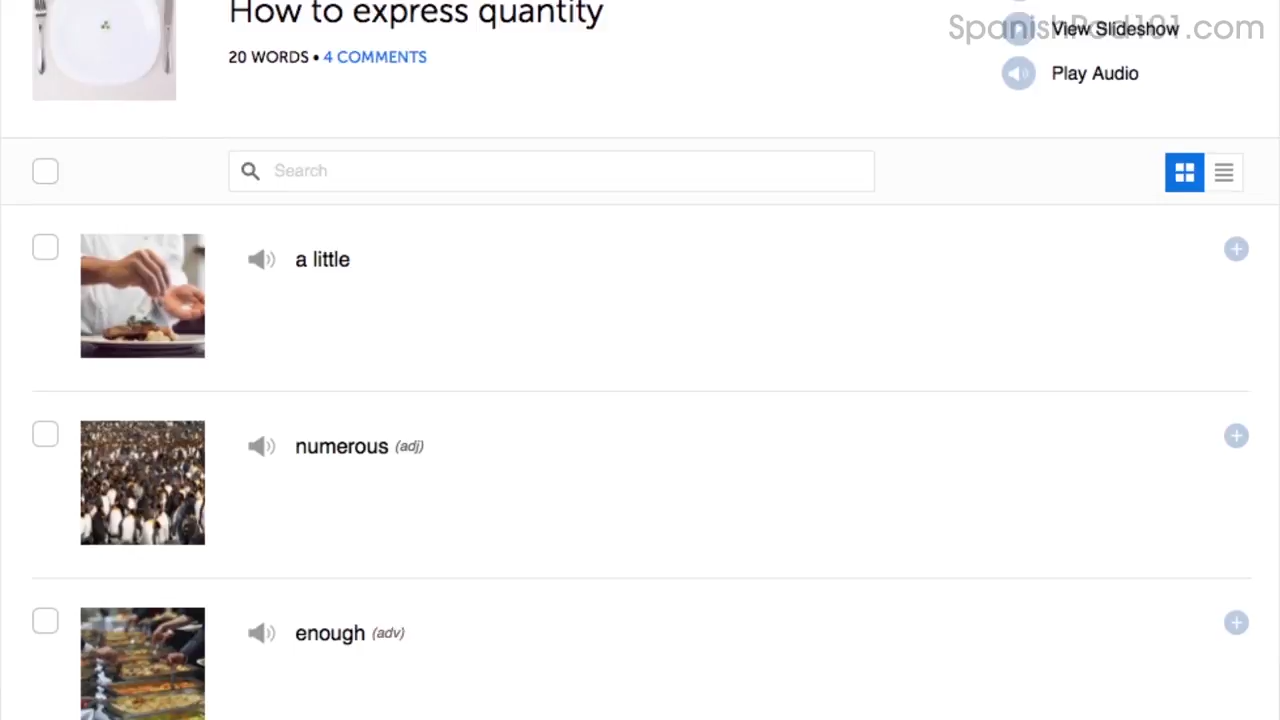 How to express quantity
SpanishPod101.com
View Slideshow
20 WORDS • 4 COMMENTS
Play Audio
Search
a little
numerous (adj)
enough (adv)